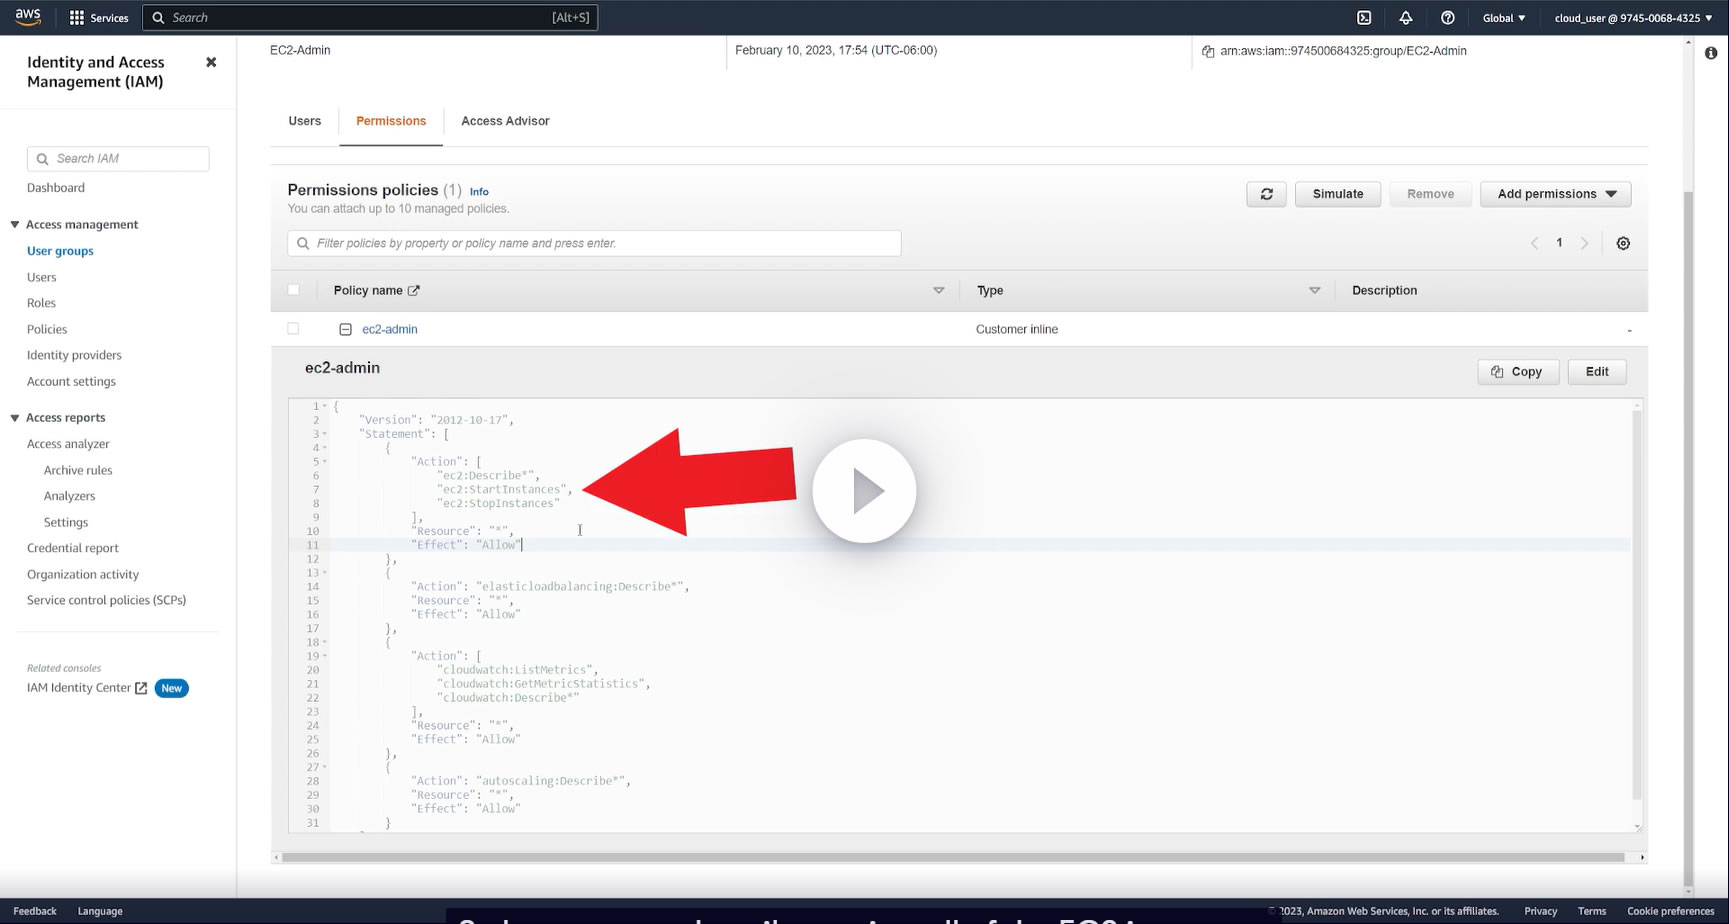 aws
Services
Search
[Alt+S]
Global
cloud_user @ 9745-0068-4325
Identity and Access
Management (IAM)
Search IAM
Dashboard
Access management
User groups
Users
Roles
Policies
Identity providers
Account settings
Access reports
Access analyzer
Archive rules
Analyzers
Settings
Credential report
Organization activity
Service control policies (SCPs)
Related consoles
IAM Identity Center New
EC2-Admin
February 10, 2023, 17:54 (UTC-06:00)
arn:aws:iam::974500684325:group/EC2-Admin
Users
Permissions
Access Advisor
Permissions policies (1) Info
You can attach up to 10 managed policies.
Simulate
Remove
Add permissions
Filter policies by property or policy name and press enter.
1
Policy name
Type
Description
ec2-admin
Customer inline
-
ec2-admin
Copy
Edit
1 {
2 "Version": "2012-10-17",
3 "Statement": [
4 {
5 "Action": [
6 "ec2:Describe*",
7 "ec2:StartInstances",
8 "ec2:StopInstances"
9 ],
10 "Resource": "*",
11 "Effect": "Allow"
12 },
13 {
14 "Action": "elasticloadbalancing:Describe*",
15 "Resource": "*",
16 "Effect": "Allow"
17 },
18 {
19 "Action": [
20 "cloudwatch:ListMetrics",
21 "cloudwatch:GetMetricStatistics",
22 "cloudwatch:Describe*"
23 ],
24 "Resource": "*",
25 "Effect": "Allow"
26 },
27 {
28 "Action": "autoscaling:Describe*",
29 "Resource": "*",
30 "Effect": "Allow"
31 }
Feedback
Language
© 2023, Amazon Web Services, Inc. or its affiliates.
Privacy
Terms
Cookie preferences